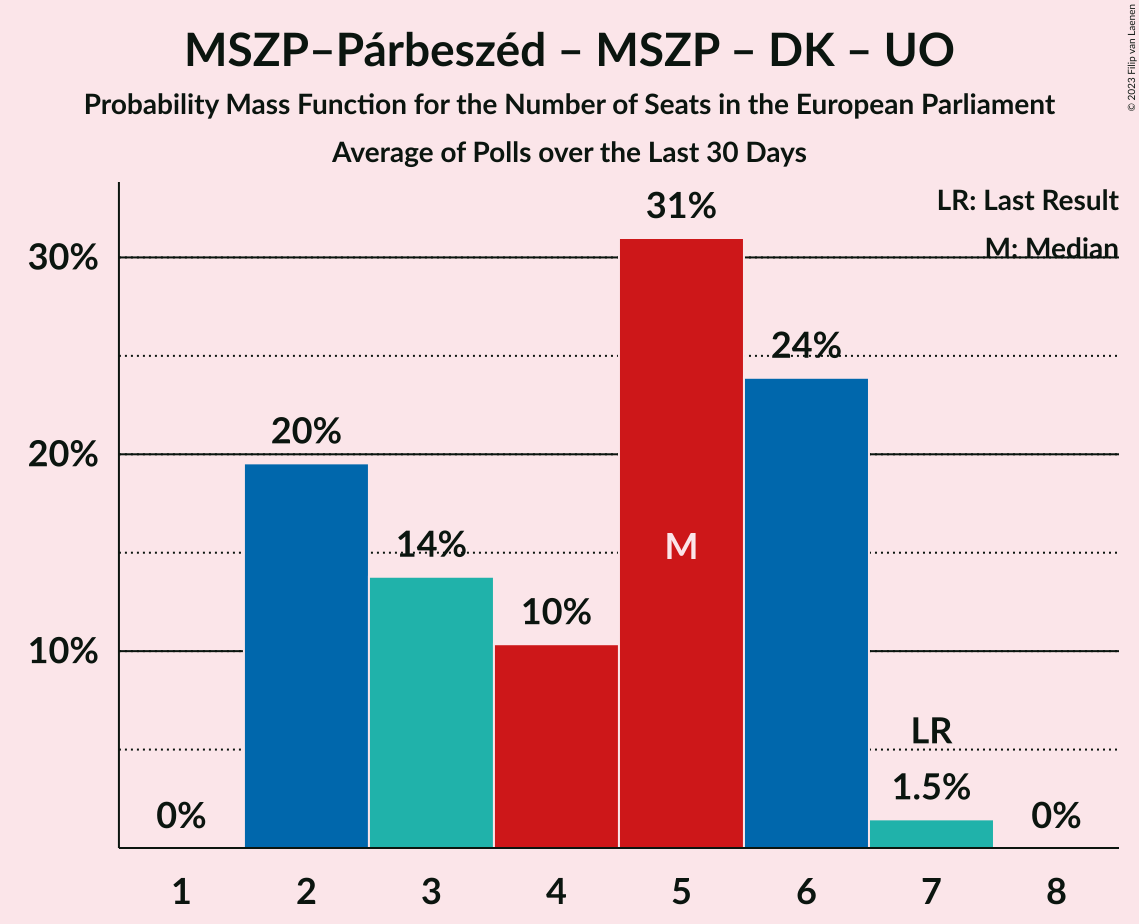 MSZP–Párbeszéd – MSZP – DK – UO
Probability Mass Function for the Number of Seats in the European Parliament
Average of Polls over the Last 30 Days
© 2023 Filip van Laenen
LR: Last Result
M: Median
31%
30%
24%
20%
20%
14%
M
10%
10%
LR
1.5%
0%
0%
1 2 3 4 5 6 7 8